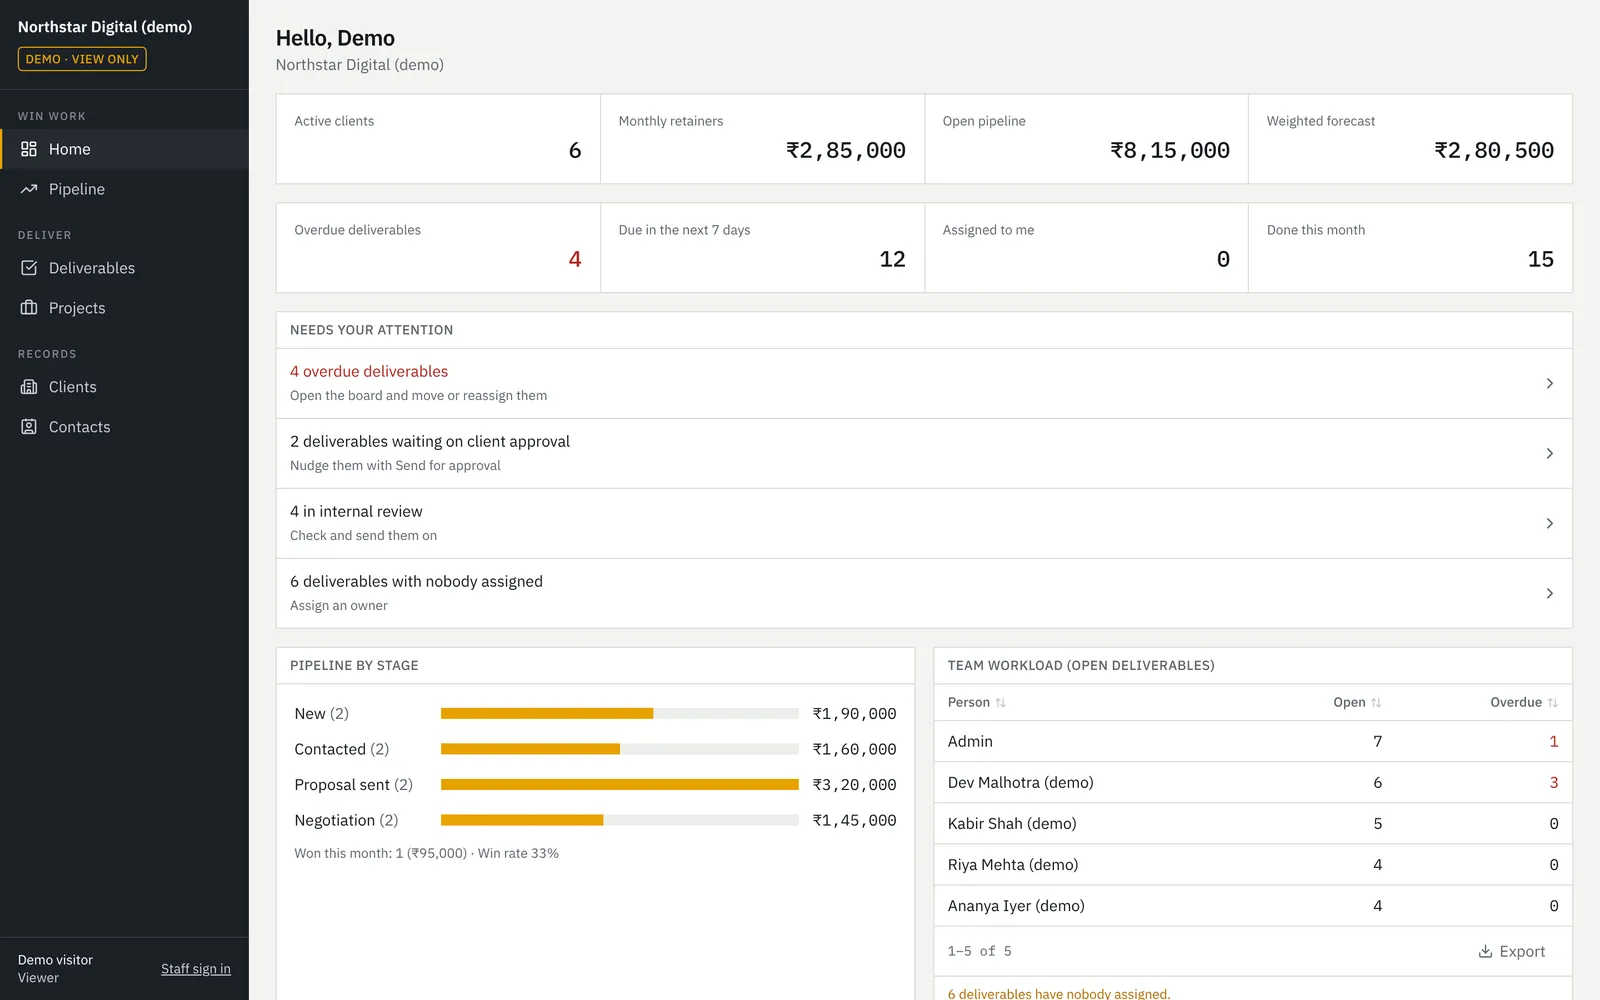 Northstar Digital (demo)
DEMO · VIEW ONLY
WIN WORK
Home
Pipeline
DELIVER
Deliverables
Projects
RECORDS
Clients
Contacts
Demo visitor
Viewer
Staff sign in
Hello, Demo
Northstar Digital (demo)
Active clients
6
Monthly retainers
₹2,85,000
Open pipeline
₹8,15,000
Weighted forecast
₹2,80,500
Overdue deliverables
4
Due in the next 7 days
12
Assigned to me
0
Done this month
15
NEEDS YOUR ATTENTION
4 overdue deliverables
Open the board and move or reassign them
2 deliverables waiting on client approval
Nudge them with Send for approval
4 in internal review
Check and send them on
6 deliverables with nobody assigned
Assign an owner
PIPELINE BY STAGE
New (2) ₹1,90,000
Contacted (2) ₹1,60,000
Proposal sent (2) ₹3,20,000
Negotiation (2) ₹1,45,000
Won this month: 1 (₹95,000) · Win rate 33%
TEAM WORKLOAD (OPEN DELIVERABLES)
Person Open Overdue
Admin 7 1
Dev Malhotra (demo) 6 3
Kabir Shah (demo) 5 0
Riya Mehta (demo) 4 0
Ananya Iyer (demo) 4 0
1–5 of 5 Export
6 deliverables have nobody assigned.